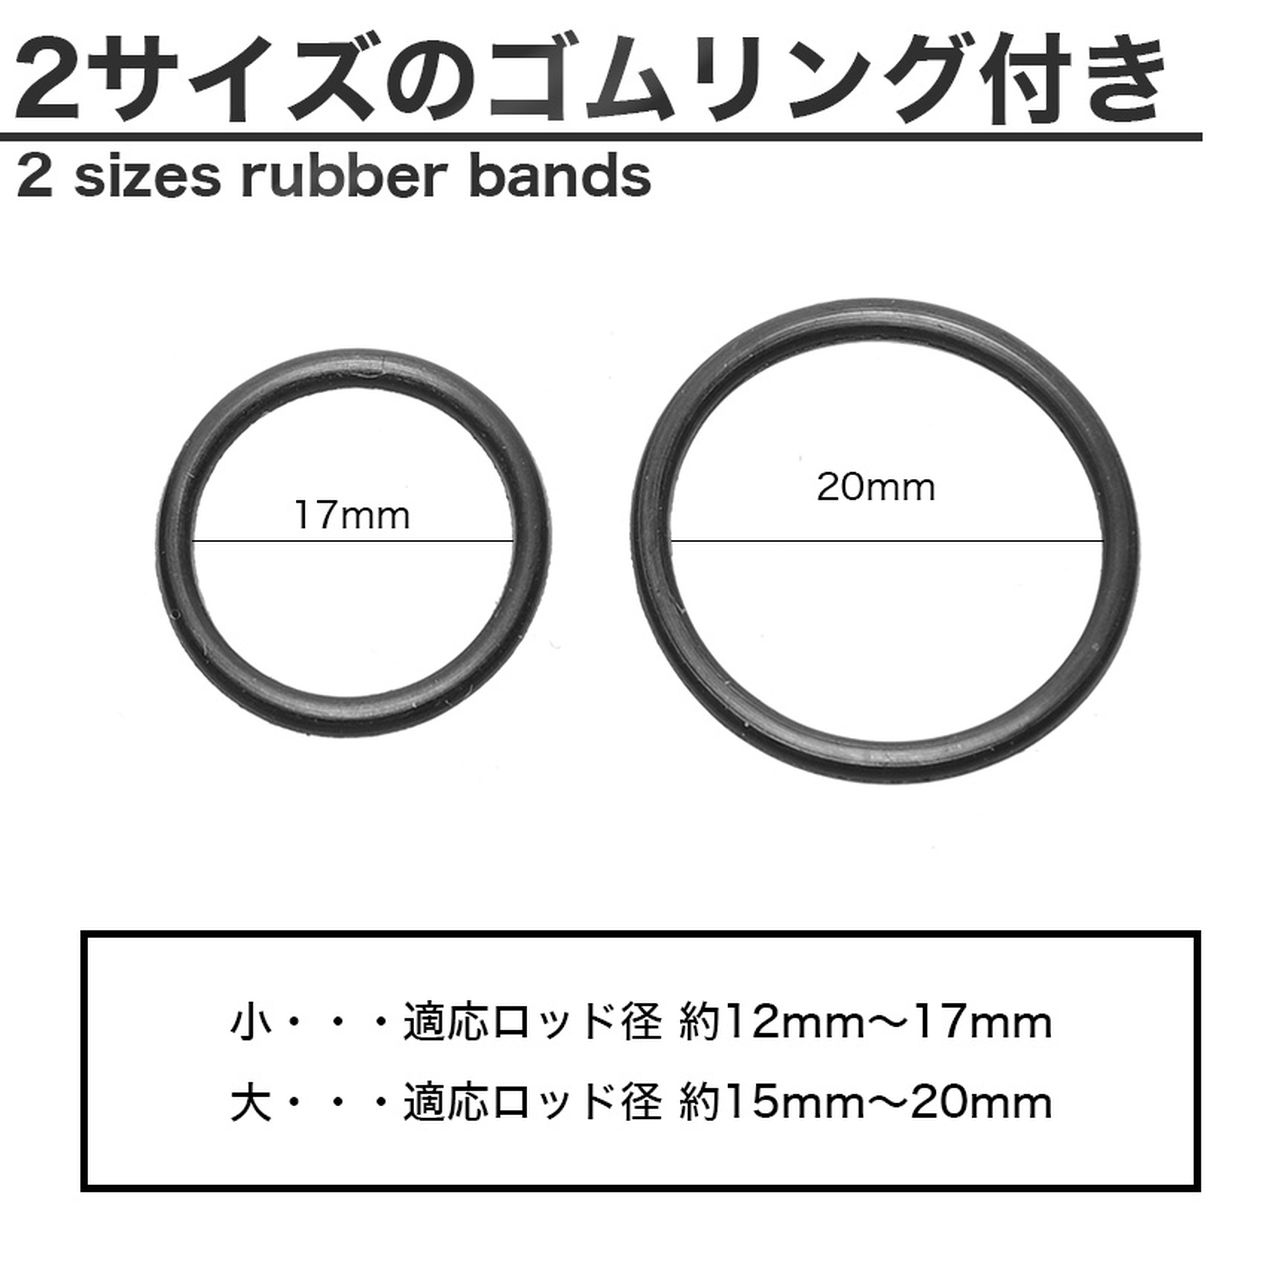 2サイズのゴムリング付き
2 sizes rubber bands
17mm
20mm
小・・・適応ロッド径 約12mm〜17mm
大・・・適応ロッド径 約15mm〜20mm